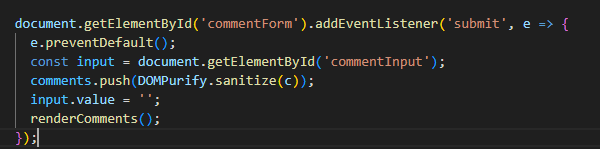 document.getElementById('commentForm').addEventListener('submit', e => {
  e.preventDefault();
  const input = document.getElementById('commentInput');
  comments.push(DOMPurify.sanitize(c));
  input.value = '';
  renderComments();
});